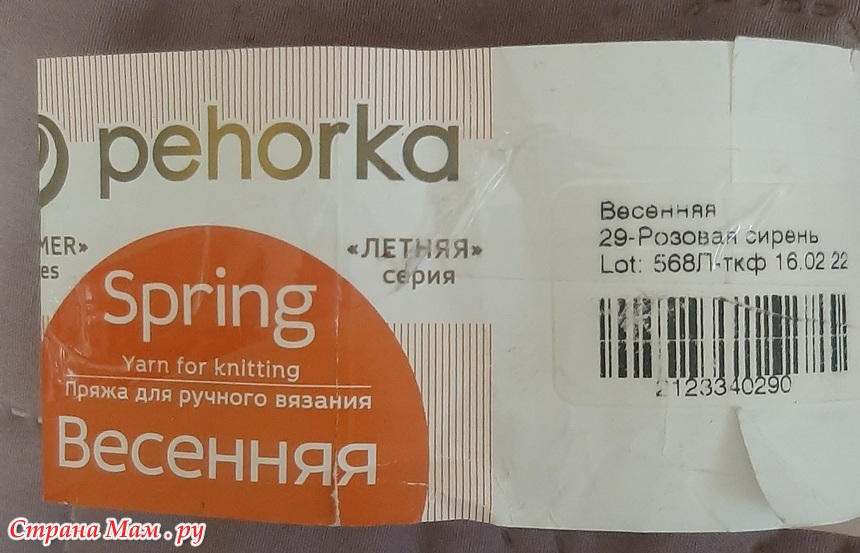 pehorka
MER»
es
«ЛЕТНЯЯ»
серия
Spring
Yarn for knitting
Пряжа для ручного вязания
Весенняя
Весенняя
29-Розовая сирень
Lot: 568Л-ткф 16.02 22
2123340290
Страна Мам.ру